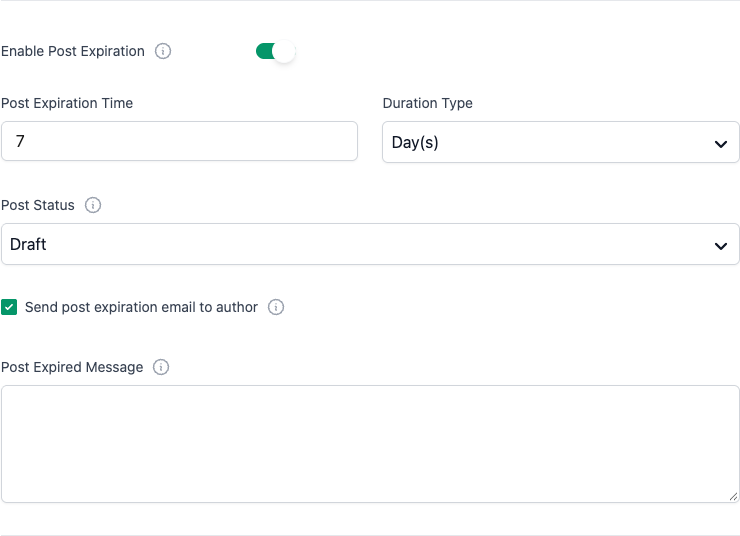 Enable Post Expiration
Post Expiration Time Duration Type
7 Day(s)
Post Status
Draft
Send post expiration email to author
Post Expired Message